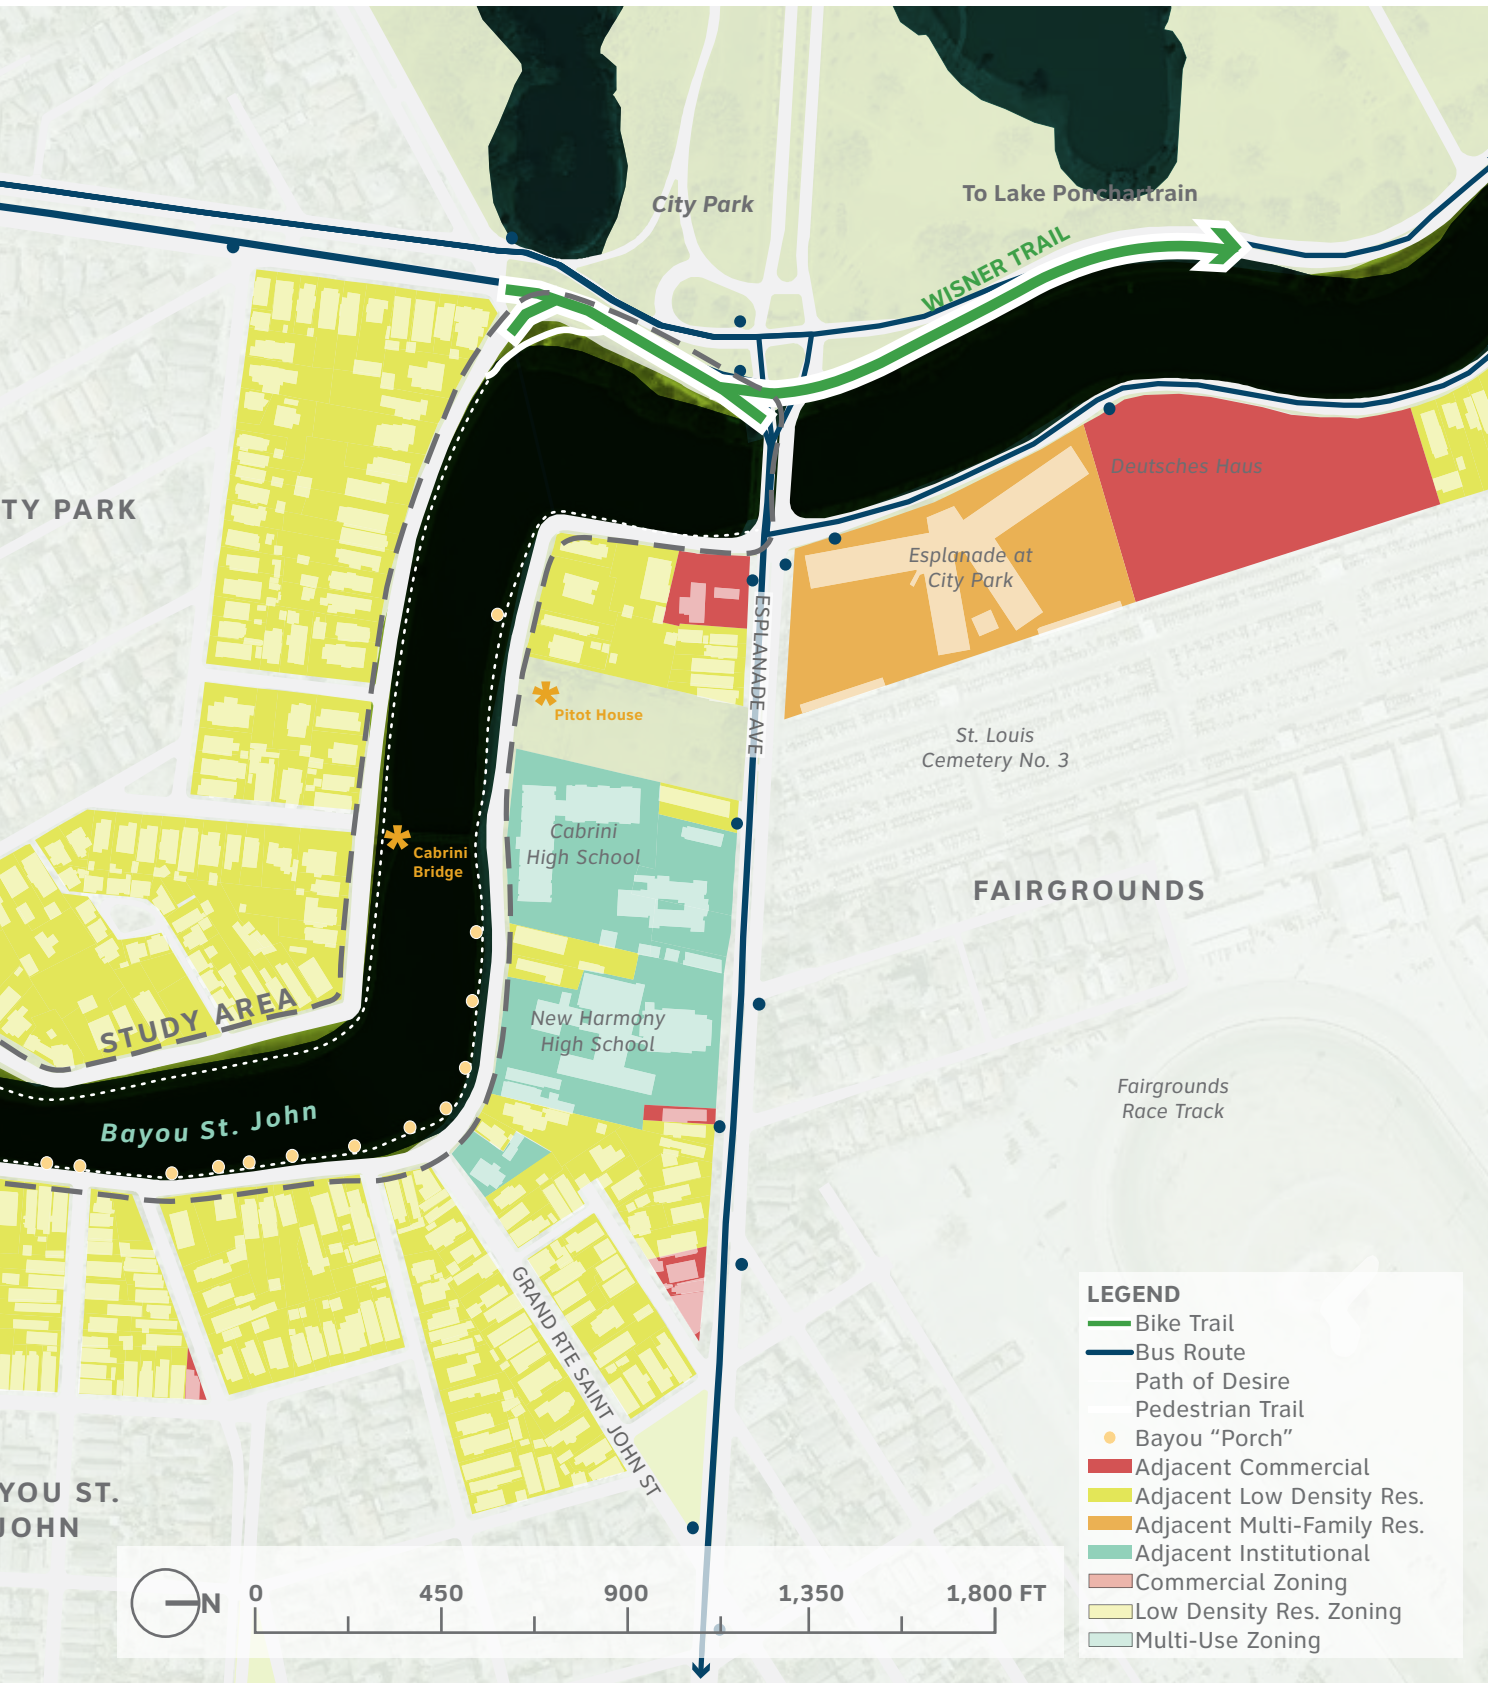 City Park
To Lake Ponchartrain
WISNER TRAIL
TY PARK
Deutsches Haus
Esplanade at
City Park
ESPLANADE AVE
Pitot House
St. Louis
Cemetery No. 3
Cabrini
High School
Cabrini
Bridge
FAIRGROUNDS
STUDY AREA
New Harmony
High School
Fairgrounds
Race Track
Bayou St. John
GRAND RTE SAINT JOHN ST
YOU ST.
JOHN
LEGEND
Bike Trail
Bus Route
Path of Desire
Pedestrian Trail
Bayou “Porch”
Adjacent Commercial
Adjacent Low Density Res.
Adjacent Multi-Family Res.
Adjacent Institutional
Commercial Zoning
Low Density Res. Zoning
Multi-Use Zoning
N
0 450 900 1,350 1,800 FT